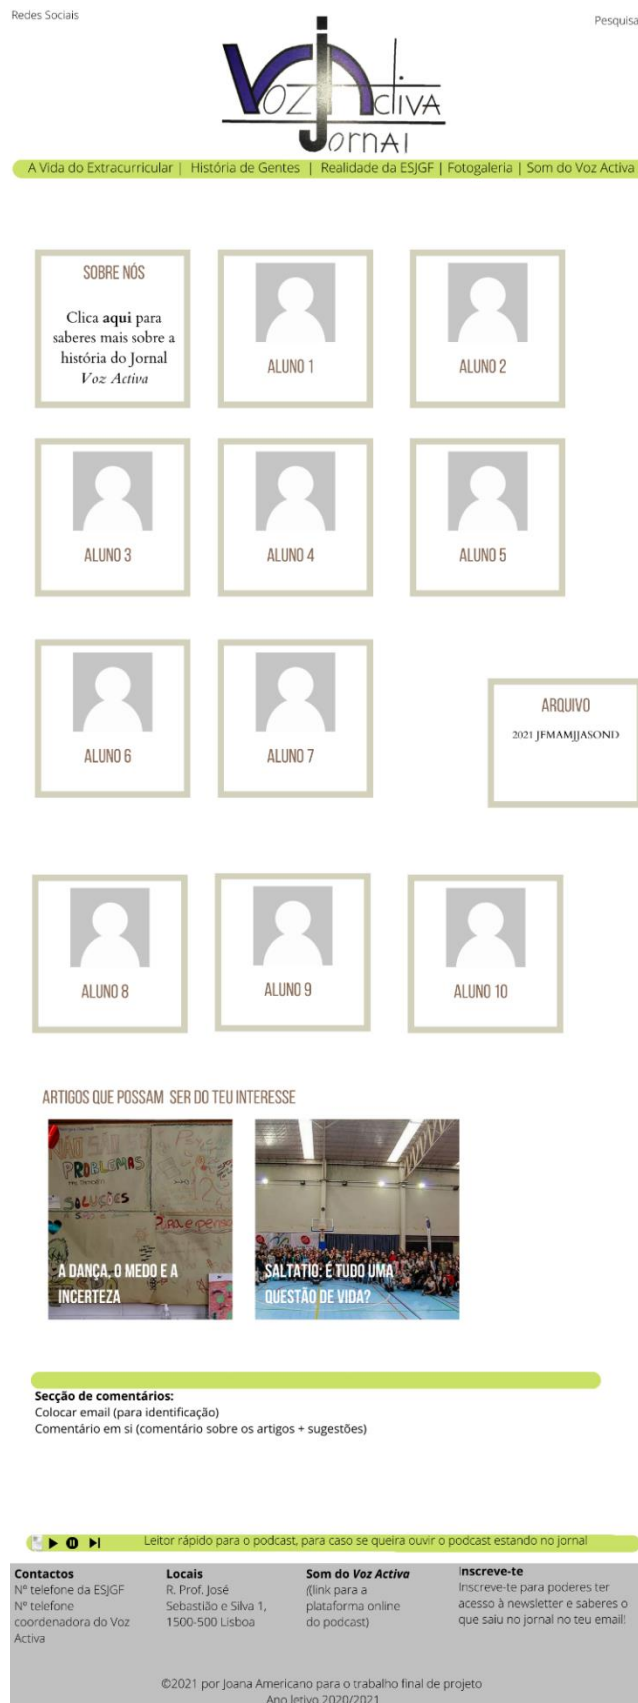 Redes Sociais
Pesquisa
Voz Activa
Jornal
A Vida do Extracurricular | História de Gentes | Realidade da ESJGF | Fotogaleria | Som do Voz Activa
SOBRE NÓS
Clica aqui para
saberes mais sobre a
história do Jornal
Voz Activa
ALUNO 1
ALUNO 2
ALUNO 3
ALUNO 4
ALUNO 5
ALUNO 6
ALUNO 7
ARQUIVO
2021 JFMAMJJASOND
ALUNO 8
ALUNO 9
ALUNO 10
ARTIGOS QUE POSSAM SER DO TEU INTERESSE
PROBLEMAS
SOLUÇÕES
Para e pensa
A DANÇA, O MEDO E A
INCERTEZA
SALTATIO: É TUDO UMA
QUESTÃO DE VIDA?
Secção de comentários:
Colocar email (para identificação)
Comentário em si (comentário sobre os artigos + sugestões)
Leitor rápido para o podcast, para caso se queira ouvir o podcast estando no jornal
Contactos
Nº telefone da ESJGF
Nº telefone
coordenadora do Voz
Activa
Locais
R. Prof. José
Sebastião e Silva 1,
1500-500 Lisboa
Som do Voz Activa
((link para a
plataforma online
do podcast)
Inscreve-te
Inscreve-te para poderes ter
acesso à newsletter e saberes o
que saiu no jornal no teu email!
©2021 por Joana Americano para o trabalho final de projeto
Ano letivo 2020/2021